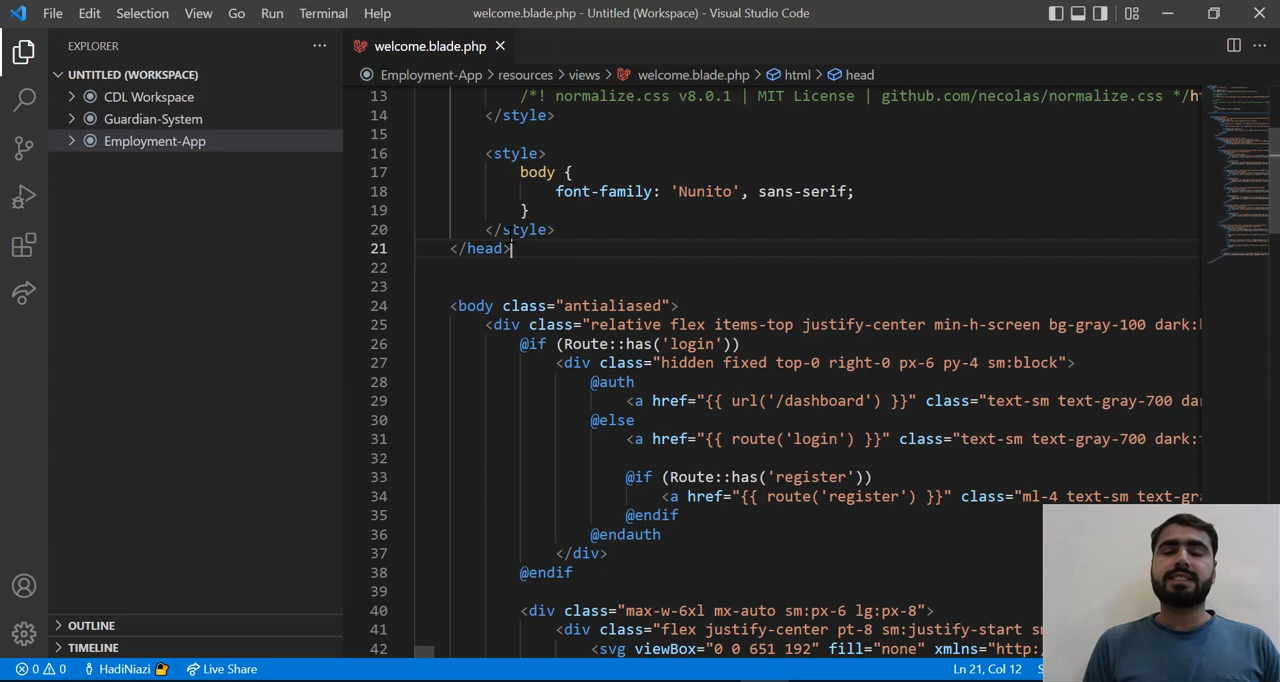 File Edit Selection View Go Run Terminal Help
welcome.blade.php - Untitled (Workspace) - Visual Studio Code
EXPLORER
UNTITLED (WORKSPACE)
CDL Workspace
Guardian-System
Employment-App
OUTLINE
TIMELINE
welcome.blade.php
Employment-App > resources > views > welcome.blade.php > html > head
13 /*! normalize.css v8.0.1 | MIT License | github.com/necolas/normalize.css */ht
14 </style>
15
16 <style>
17 body {
18 font-family: 'Nunito', sans-serif;
19 }
20 </style>
21 </head>
22
23
24 <body class="antialiased">
25 <div class="relative flex items-top justify-center min-h-screen bg-gray-100 dark:
26 @if (Route::has('login'))
27 <div class="hidden fixed top-0 right-0 px-6 py-4 sm:block">
28 @auth
29 <a href="{{ url('/dashboard') }}" class="text-sm text-gray-700 da
30 @else
31 <a href="{{ route('login') }}" class="text-sm text-gray-700 dark:
32
33 @if (Route::has('register'))
34 <a href="{{ route('register') }}" class="ml-4 text-sm text-gra
35 @endif
36 @endauth
37 </div>
38 @endif
39
40 <div class="max-w-6xl mx-auto sm:px-6 lg:px-8">
41 <div class="flex justify-center pt-8 sm:justify-start s
42 <svg viewBox="0 0 651 192" fill="none" xmlns="http:
0 0 HadiNiazi Live Share
Ln 21, Col 12